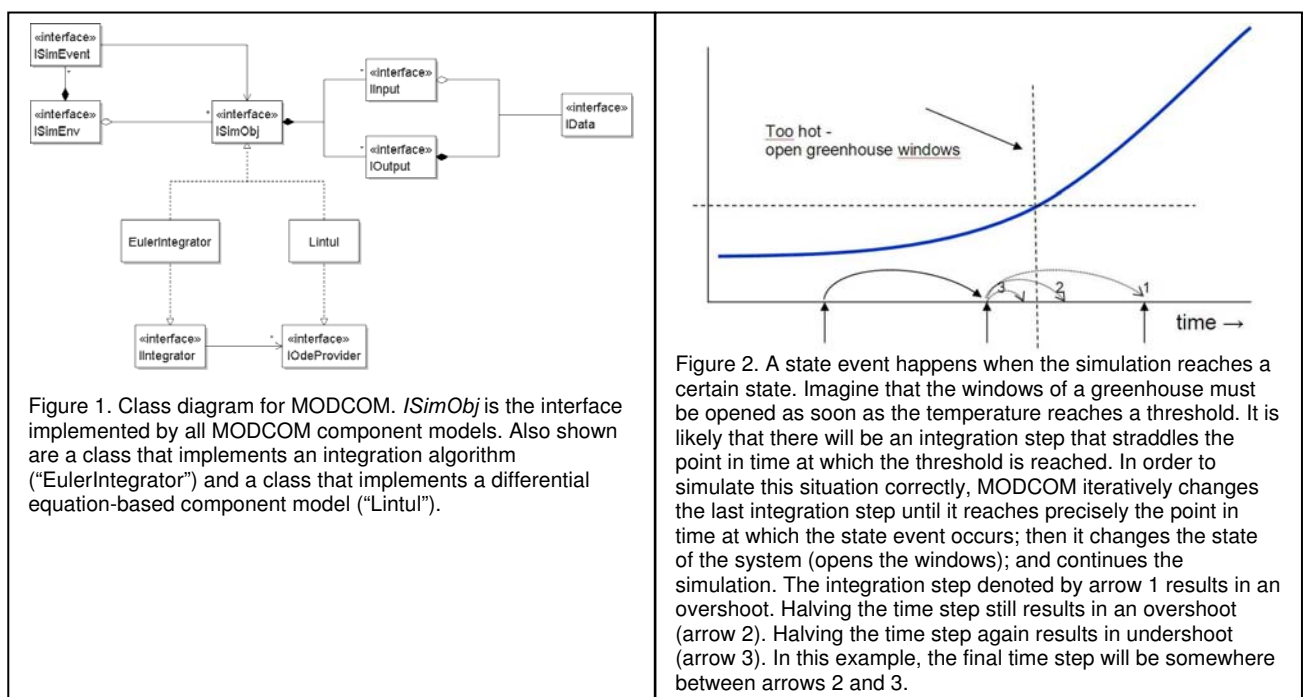 «interface»
ISimEvent
*
«interface»
ISimEnv
*
«interface»
ISimObj
*
«interface»
IInput
*
«interface»
IOutput
«interface»
IData
EulerIntegrator
Lintul
«interface»
IIntegrator
*
«interface»
IOdeProvider
Figure 1. Class diagram for MODCOM. ISimObj is the interface
implemented by all MODCOM component models. Also shown
are a class that implements an integration algorithm
(“EulerIntegrator”) and a class that implements a differential
equation-based component model (“Lintul”).
Too hot -
open greenhouse windows
3
2
1
time →
Figure 2. A state event happens when the simulation reaches a
certain state. Imagine that the windows of a greenhouse must
be opened as soon as the temperature reaches a threshold. It is
likely that there will be an integration step that straddles the
point in time at which the threshold is reached. In order to
simulate this situation correctly, MODCOM iteratively changes
the last integration step until it reaches precisely the point in
time at which the state event occurs; then it changes the state
of the system (opens the windows); and continues the
simulation. The integration step denoted by arrow 1 results in an
overshoot. Halving the time step still results in an overshoot
(arrow 2). Halving the time step again results in undershoot
(arrow 3). In this example, the final time step will be somewhere
between arrows 2 and 3.